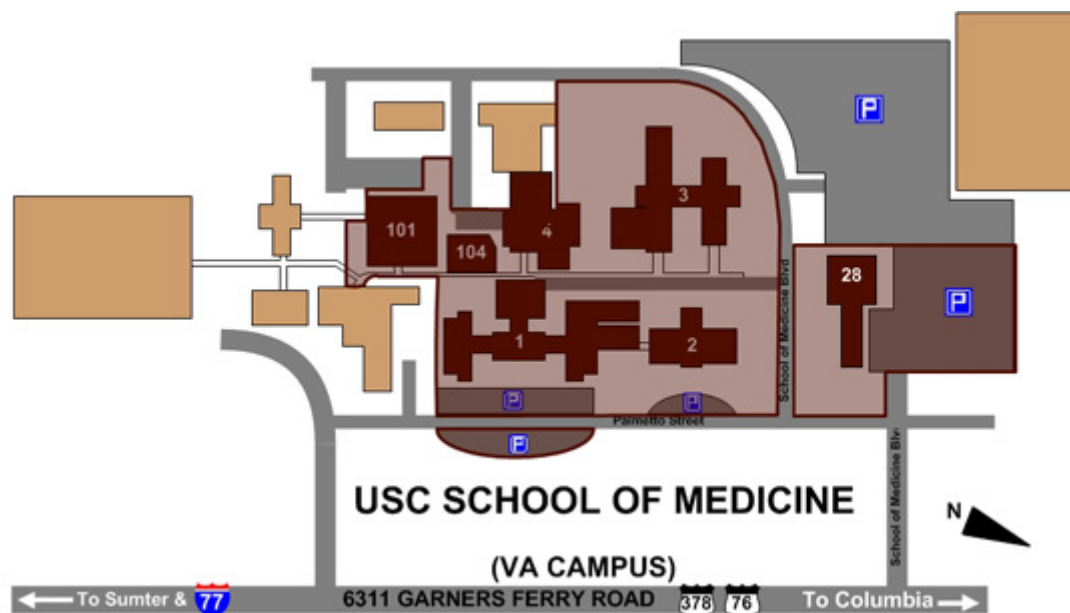 P
3
101
4
104
28
P
School of Medicine Blvd
1
2
P
P
Palmetto Street
P
School of Medicine Blvd
USC SCHOOL OF MEDICINE
N
(VA CAMPUS)
To Sumter & 77
6311 GARNERS FERRY ROAD 378 76
To Columbia